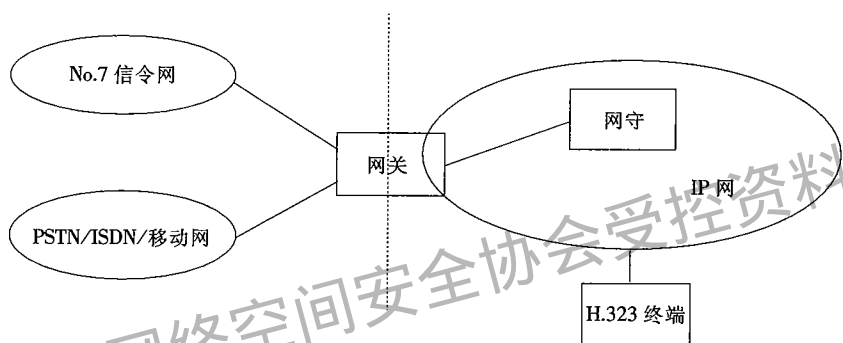 No.7 信令网
网守
网关
IP 网
PSTN/ISDN/移动网
H.323 终端
网络空间安全协会受控资料